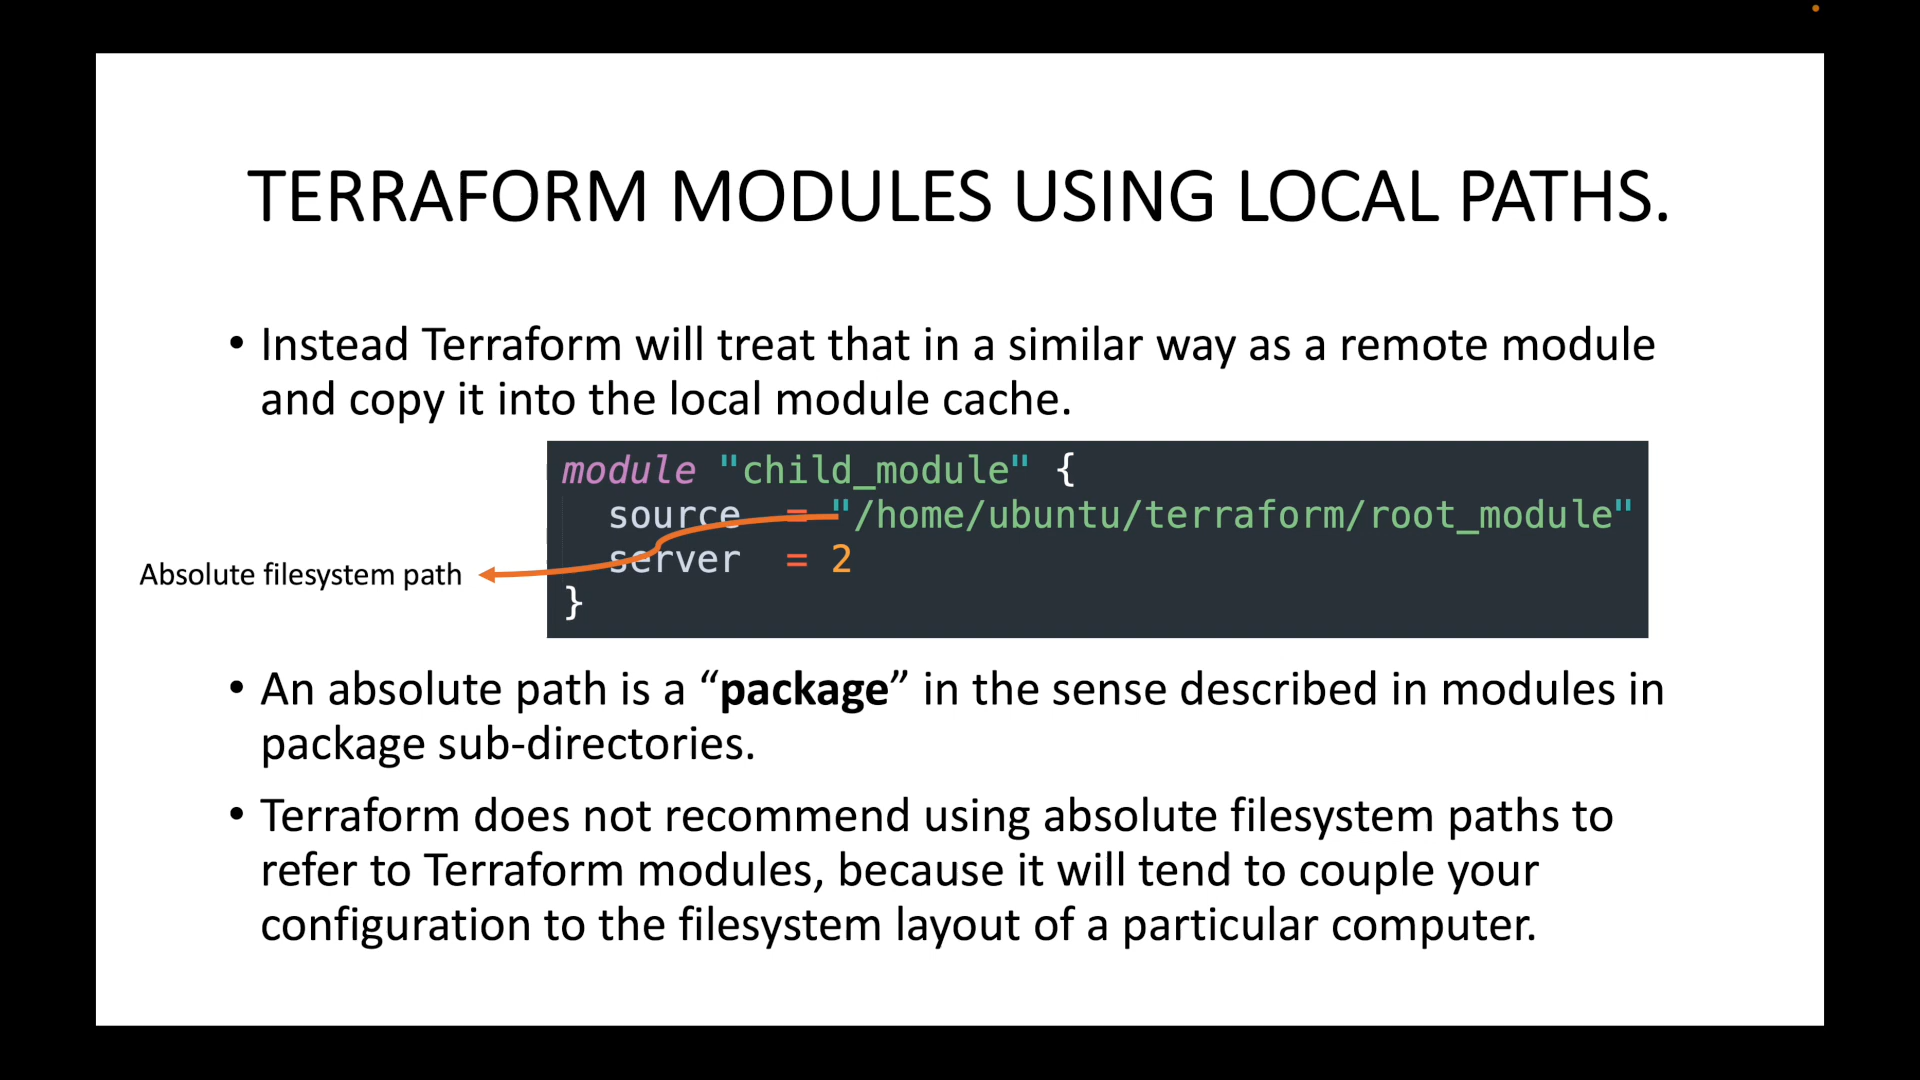 TERRAFORM MODULES USING LOCAL PATHS.
• Instead Terraform will treat that in a similar way as a remote module
and copy it into the local module cache.
module "child_module" {
source = "/home/ubuntu/terraform/root_module"
server = 2
}
Absolute filesystem path
• An absolute path is a “package” in the sense described in modules in
package sub-directories.
• Terraform does not recommend using absolute filesystem paths to
refer to Terraform modules, because it will tend to couple your
configuration to the filesystem layout of a particular computer.